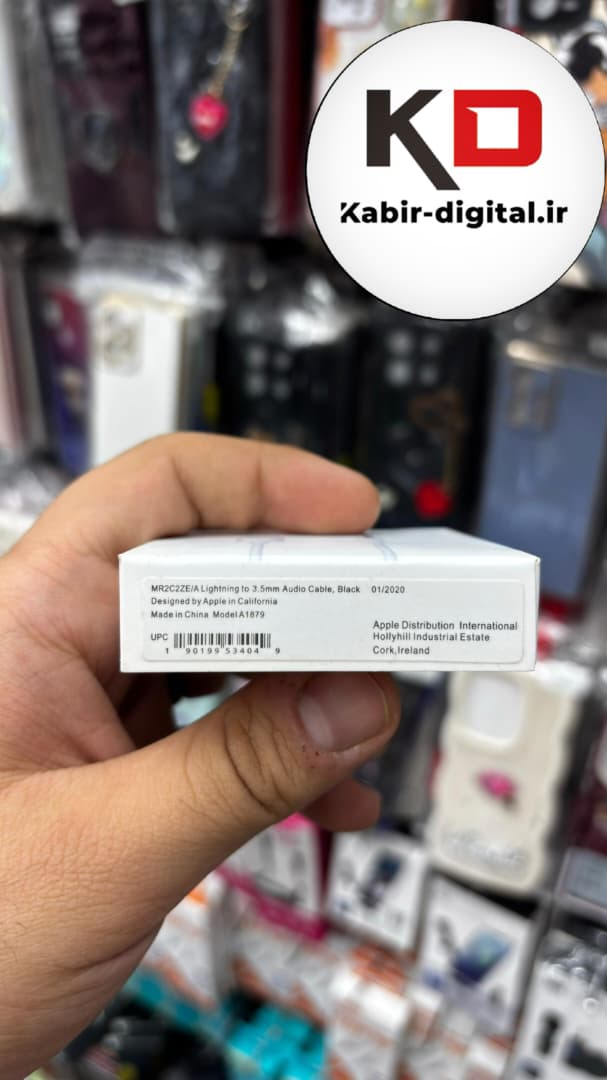 KD
Kabir-digital.ir
MR2C2ZE/A Lightning to 3.5mm Audio Cable, Black 01/2020
Designed by Apple in California
Made in China Model A1879
Apple Distribution International
Hollyhill Industrial Estate
Cork,Ireland
UPC
1 90199 53404 9